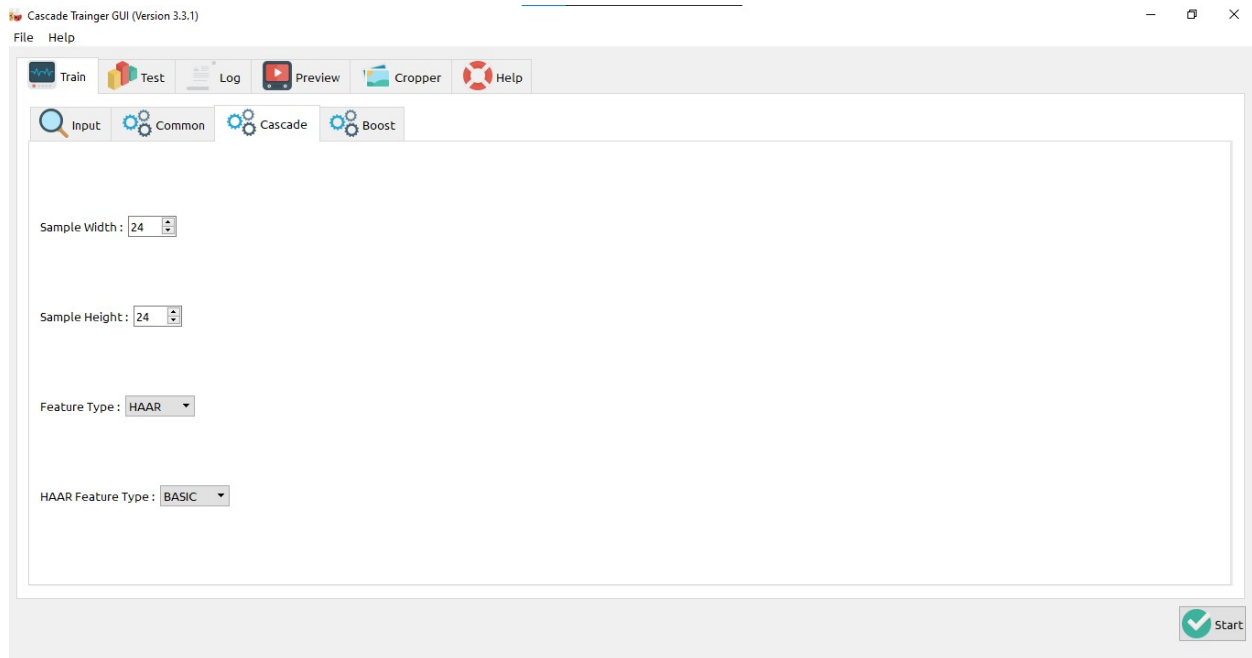 Cascade Trainger GUI (Version 3.3.1)
File Help
Train Test Log Preview Cropper Help
Input Common Cascade Boost
Sample Width : 24
Sample Height : 24
Feature Type : HAAR
HAAR Feature Type : BASIC
Start